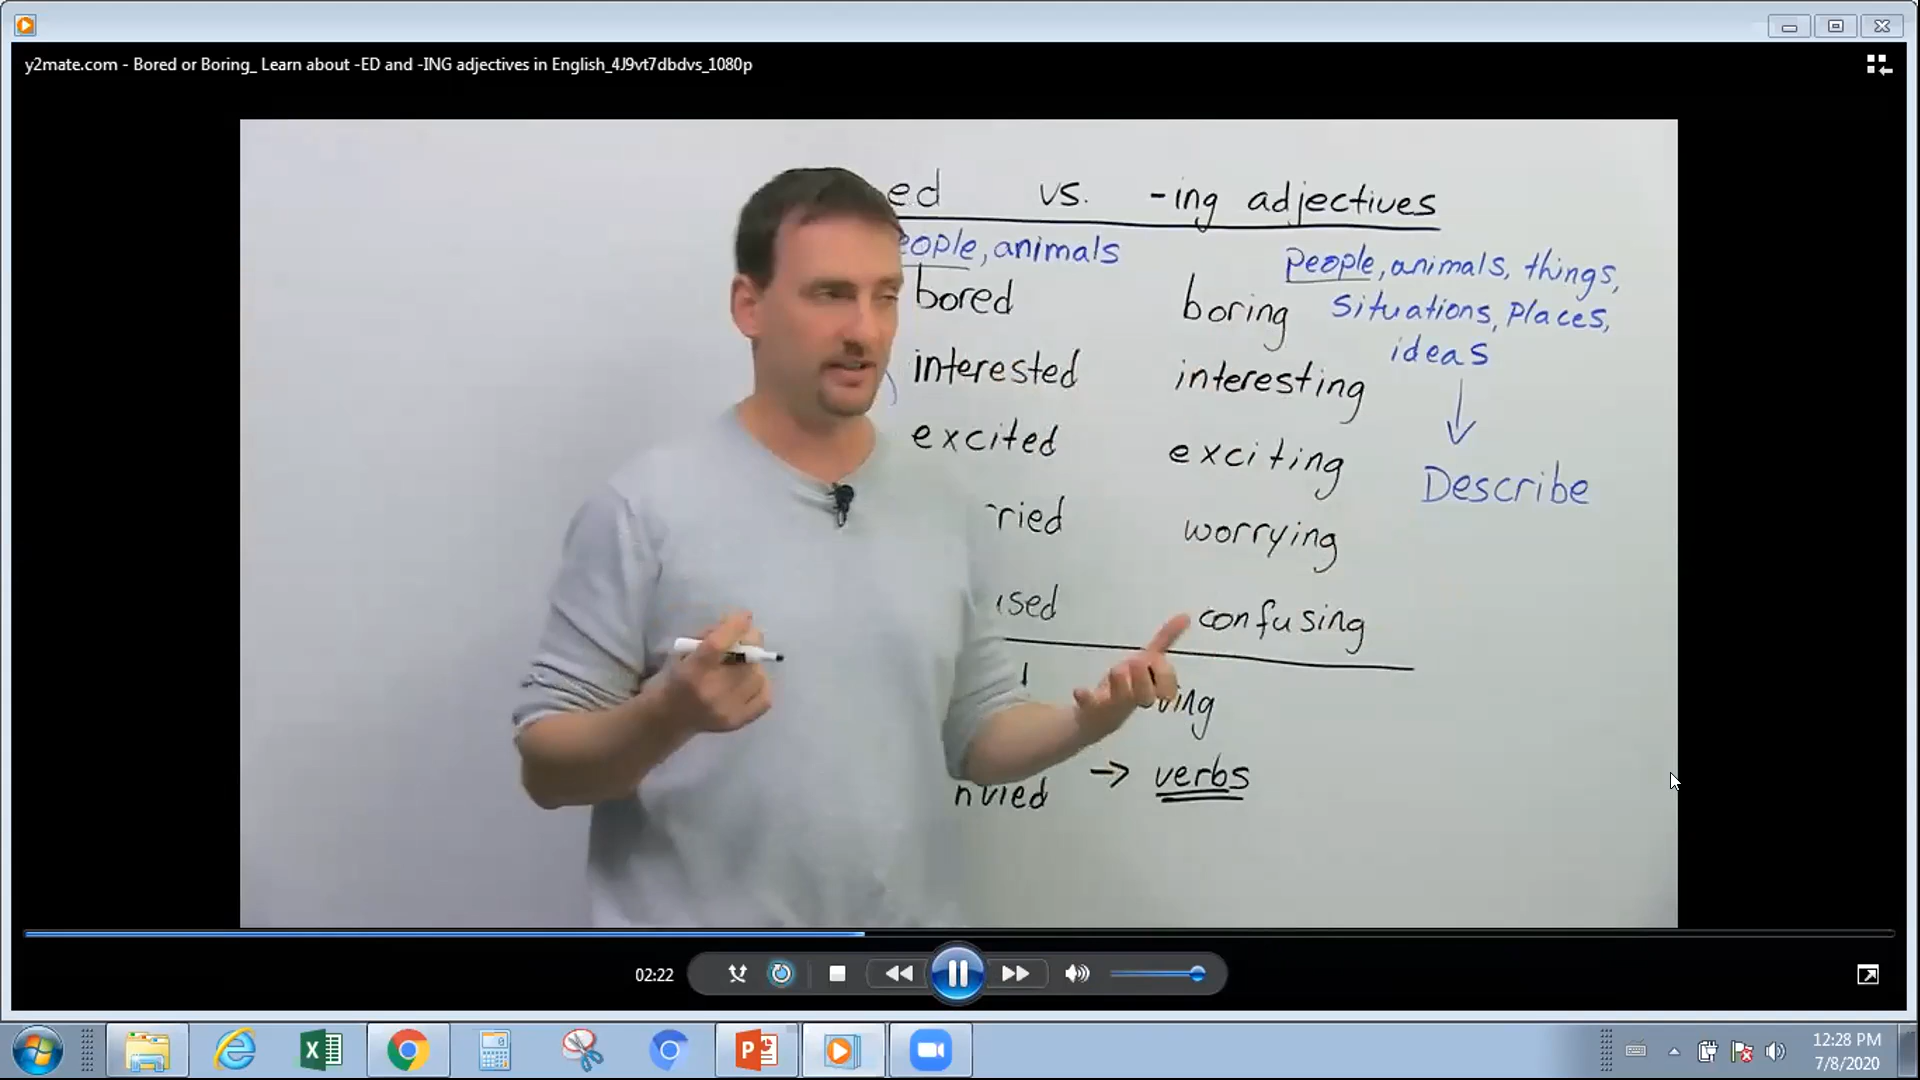 y2mate.com - Bored or Boring_ Learn about -ED and -ING adjectives in English_4J9vt7dbdvs_1080p
ed vs. -ing adjectives
eople, animals
people, animals, things,
situations, places,
ideas
bored boring
interested interesting
excited exciting
Describe
ried worrying
sed confusing
ing
→ verbs
nvied
02:22
12:28 PM
7/8/2020